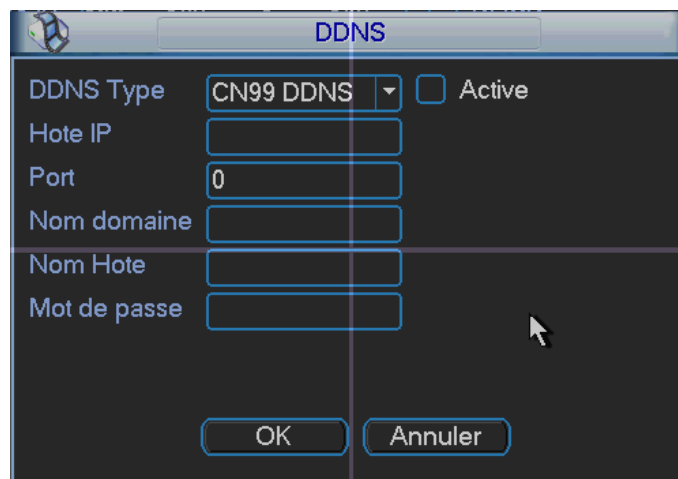 DDNS
DDNS Type CN99 DDNS Active
Hote IP
Port 0
Nom domaine
Nom Hote
Mot de passe
OK Annuler